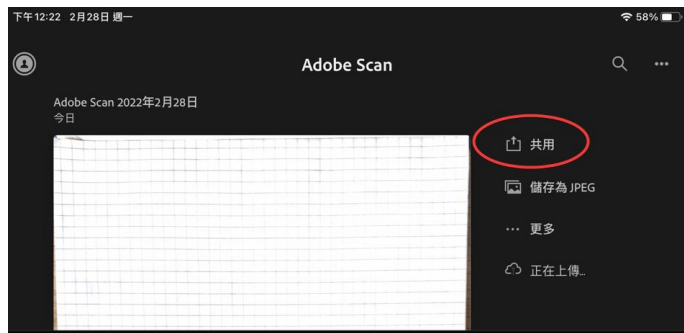 下午12:22 2月28日 週一
58%
Adobe Scan
Adobe Scan 2022年2月28日
今日
共用
儲存為 JPEG
··· 更多
正在上傳...